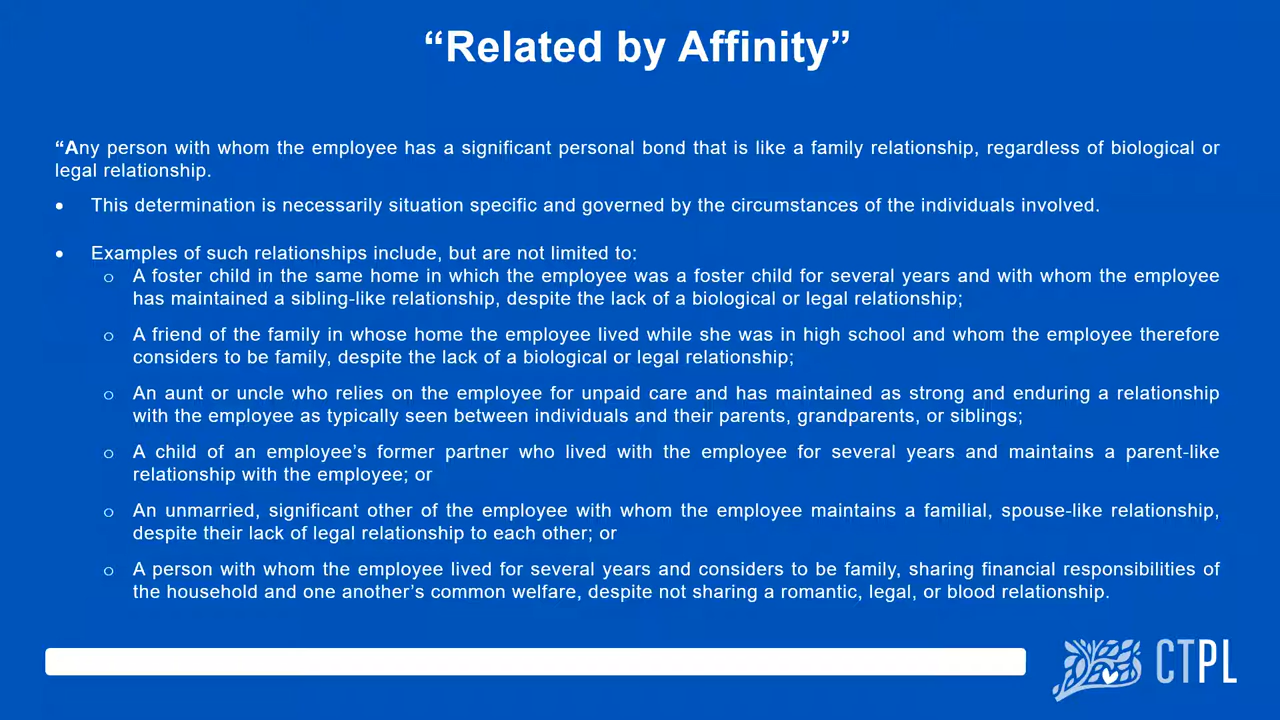 “Related by Affinity”
“Any person with whom the employee has a significant personal bond that is like a family relationship, regardless of biological or
legal relationship.
• This determination is necessarily situation specific and governed by the circumstances of the individuals involved.
• Examples of such relationships include, but are not limited to:
o A foster child in the same home in which the employee was a foster child for several years and with whom the employee
has maintained a sibling-like relationship, despite the lack of a biological or legal relationship;
o A friend of the family in whose home the employee lived while she was in high school and whom the employee therefore
considers to be family, despite the lack of a biological or legal relationship;
o An aunt or uncle who relies on the employee for unpaid care and has maintained as strong and enduring a relationship
with the employee as typically seen between individuals and their parents, grandparents, or siblings;
o A child of an employee’s former partner who lived with the employee for several years and maintains a parent-like
relationship with the employee; or
o An unmarried, significant other of the employee with whom the employee maintains a familial, spouse-like relationship,
despite their lack of legal relationship to each other; or
o A person with whom the employee lived for several years and considers to be family, sharing financial responsibilities of
the household and one another’s common welfare, despite not sharing a romantic, legal, or blood relationship.
CTPL